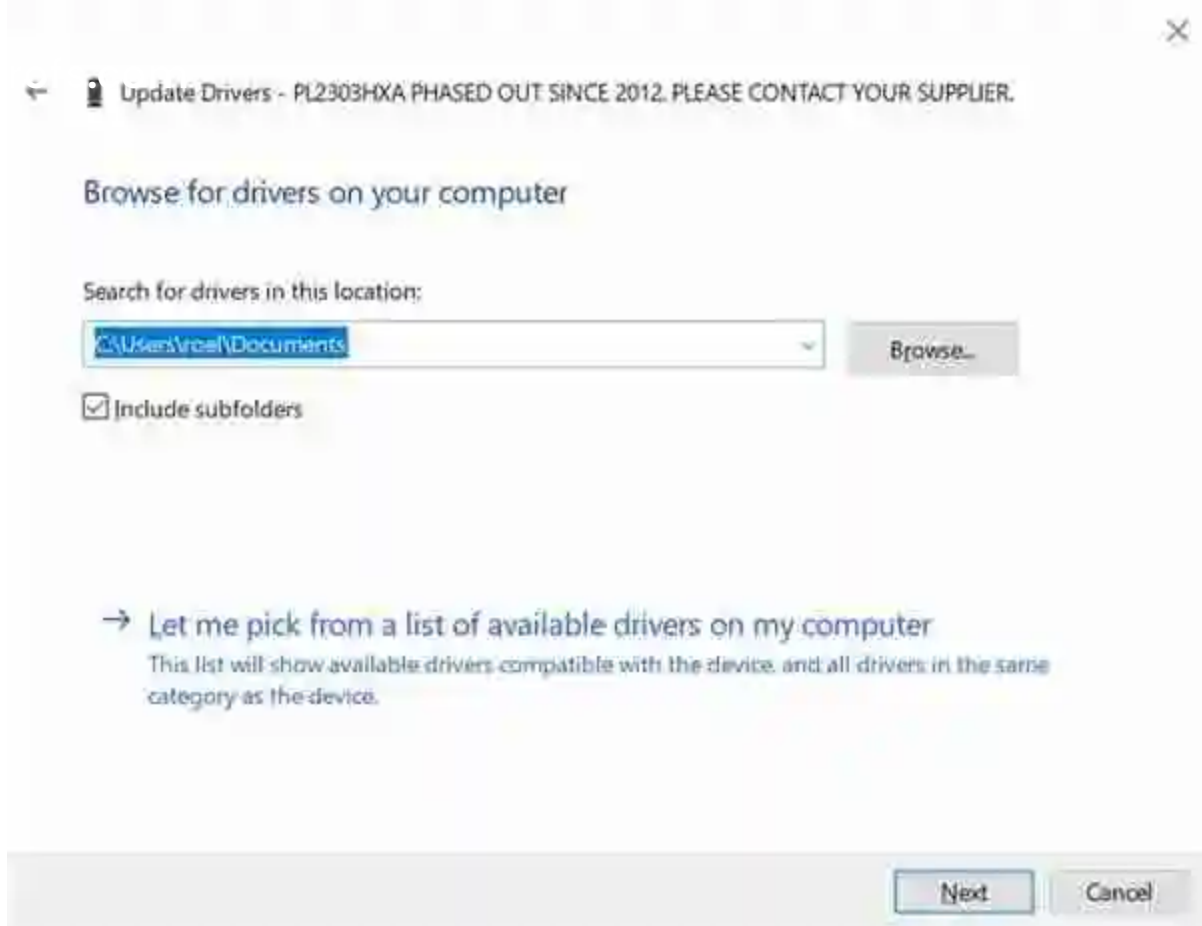 Update Drivers - PL2303HXA PHASED OUT SINCE 2012. PLEASE CONTACT YOUR SUPPLIER.
Browse for drivers on your computer
Search for drivers in this location:
C:\Users\roel\Documents
Browse...
Include subfolders
Let me pick from a list of available drivers on my computer
This list will show available drivers compatible with the device, and all drivers in the same
category as the device.
Next
Cancel